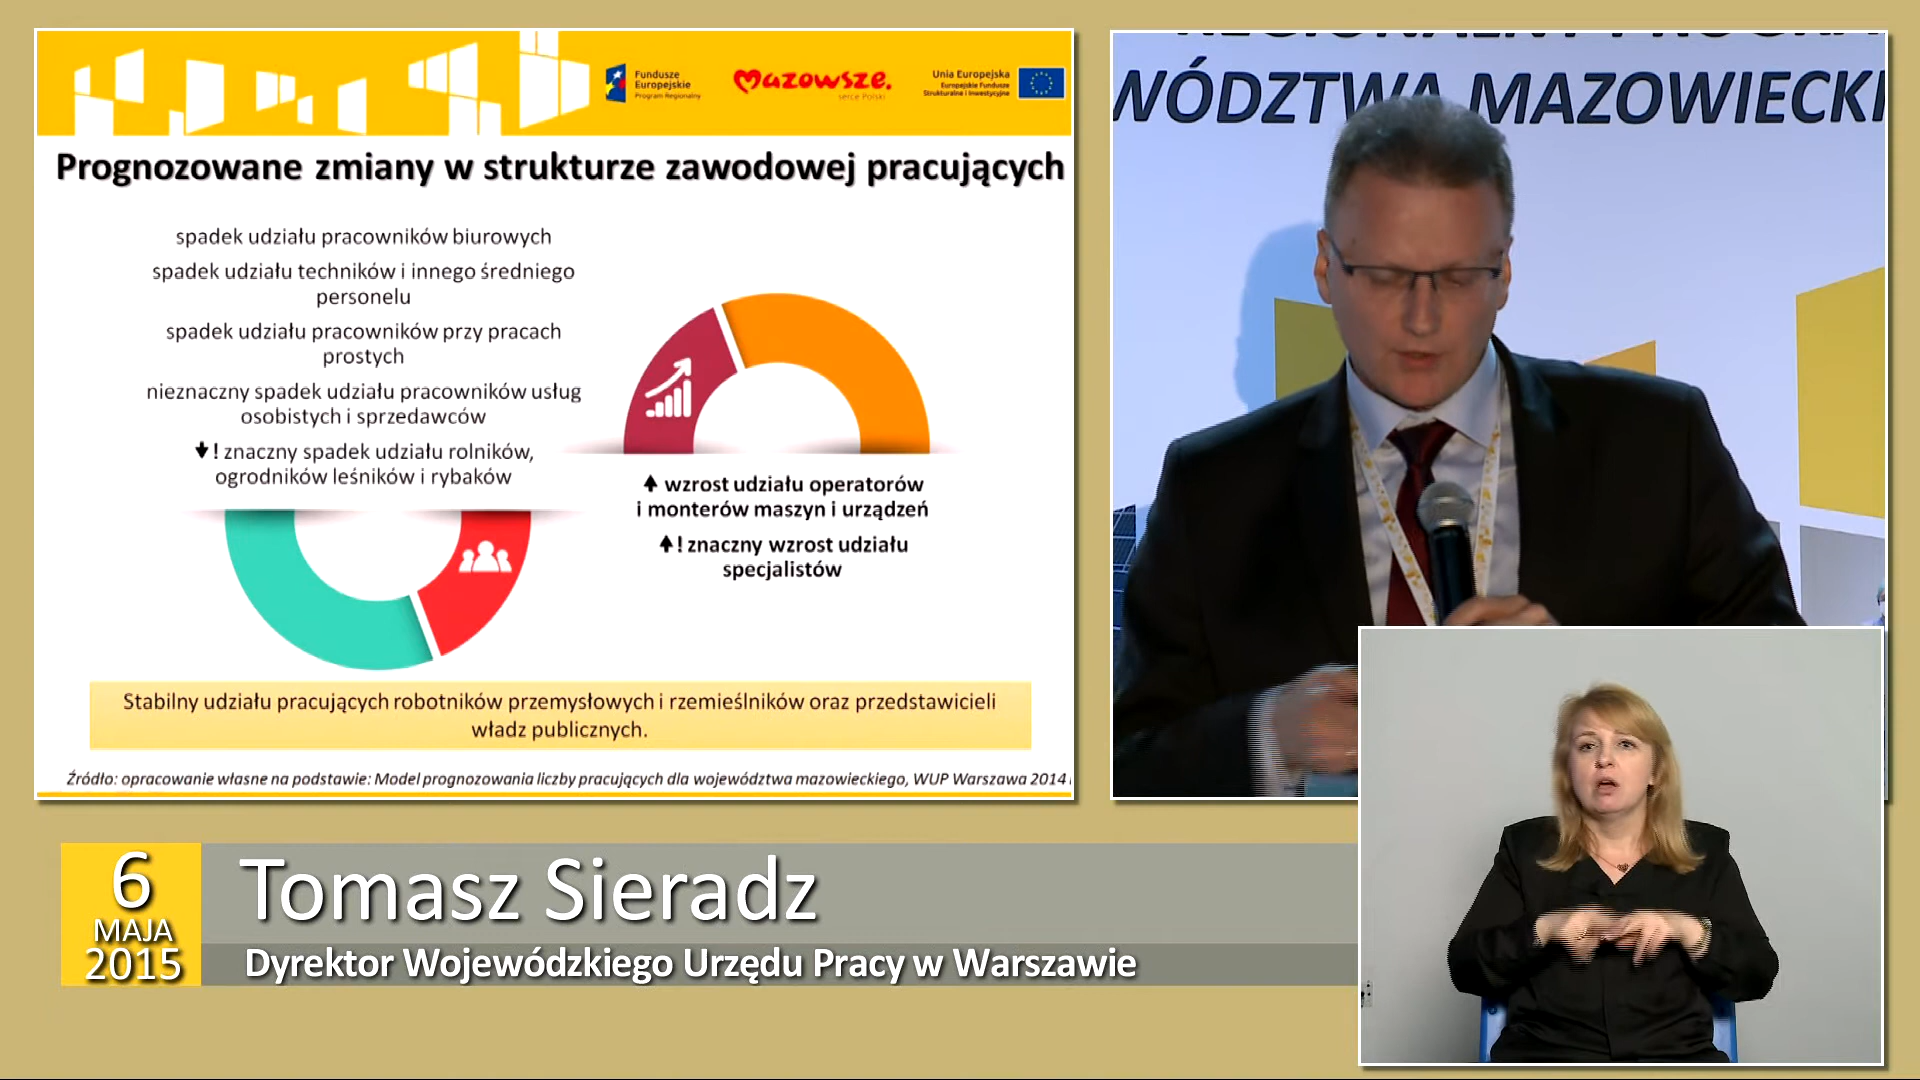 Fundusze
Europejskie
Program Regionalny
Mazowsze.
serce Polski
Unia Europejska
Europejskie Fundusze
Strukturalne i Inwestycyjne
Prognozowane zmiany w strukturze zawodowej pracujących
spadek udziału pracowników biurowych
spadek udziału techników i innego średniego
personelu
spadek udziału pracowników przy pracach
prostych
nieznaczny spadek udziału pracowników usług
osobistych i sprzedawców
! znaczny spadek udziału rolników,
ogrodników leśników i rybaków
wzrost udziału operatorów
i monterów maszyn i urządzeń
! znaczny wzrost udziału
specjalistów
Stabilny udziału pracujących robotników przemysłowych i rzemieślników oraz przedstawicieli
władz publicznych.
Źródło: opracowanie własne na podstawie: Model prognozowania liczby pracujących dla województwa mazowieckiego, WUP Warszawa 2014
REGIONALNY PROGRA
WÓDZTWA MAZOWIECKI
6
MAJA
2015
Tomasz Sieradz
Dyrektor Wojewódzkiego Urzędu Pracy w Warszawie